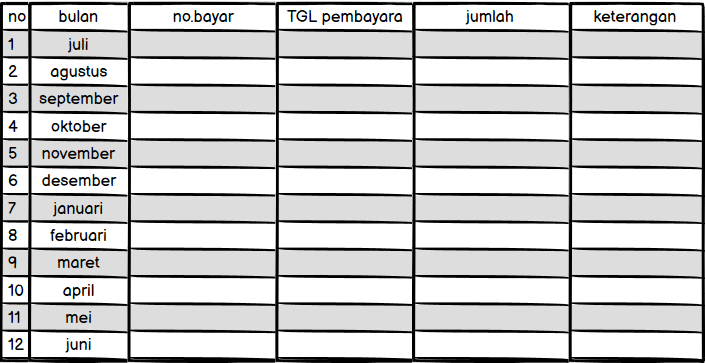 no bulan no.bayar TGL pembayara jumlah keterangan
1 juli
2 agustus
3 september
4 oktober
5 november
6 desember
7 januari
8 februari
9 maret
10 april
11 mei
12 juni